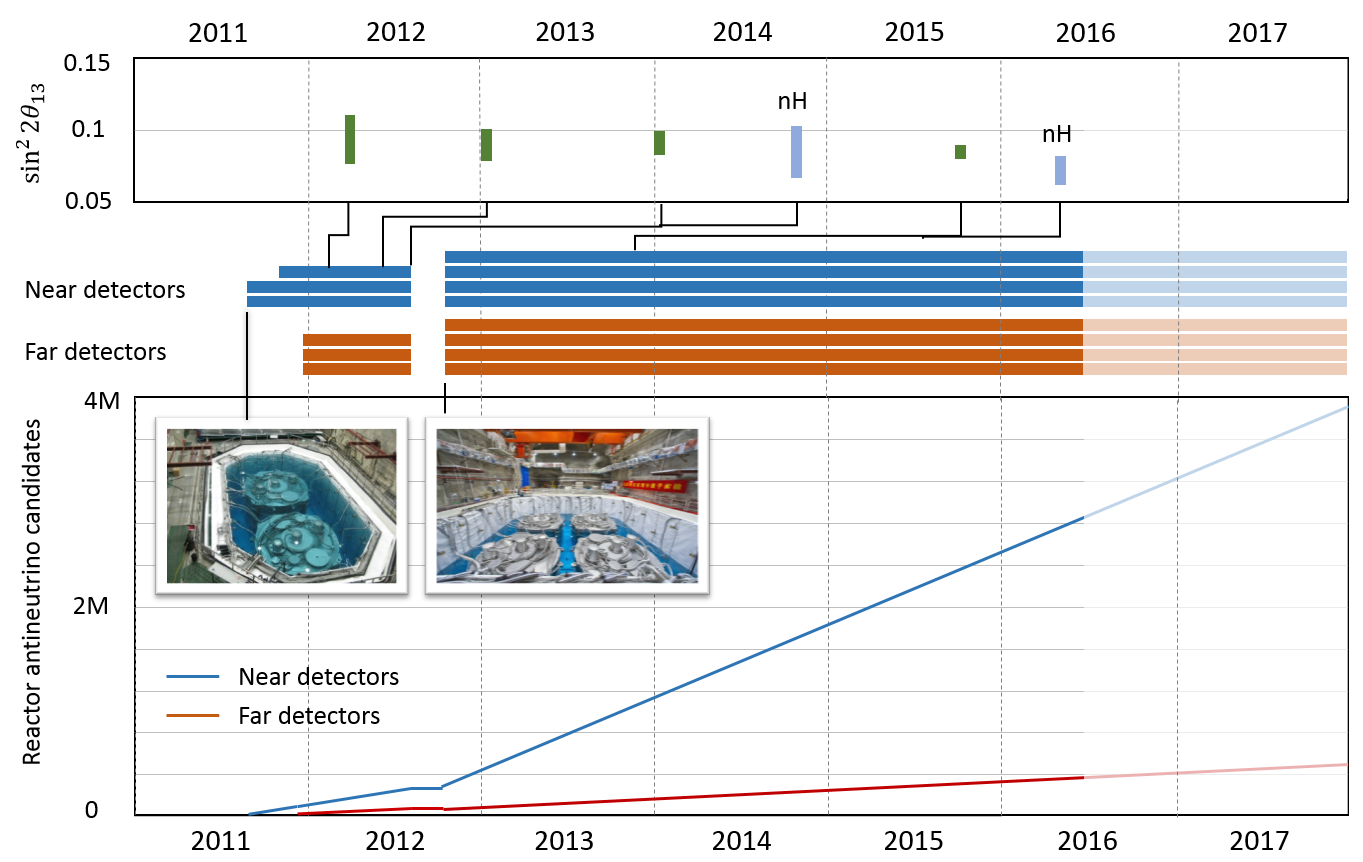 2011 2012 2013 2014 2015 2016 2017
0.15
sin² 2θ₁₃
0.1
0.05
nH
nH
Near detectors
Far detectors
4M
Reactor antineutrino candidates
2M
Near detectors
Far detectors
0
2011 2012 2013 2014 2015 2016 2017